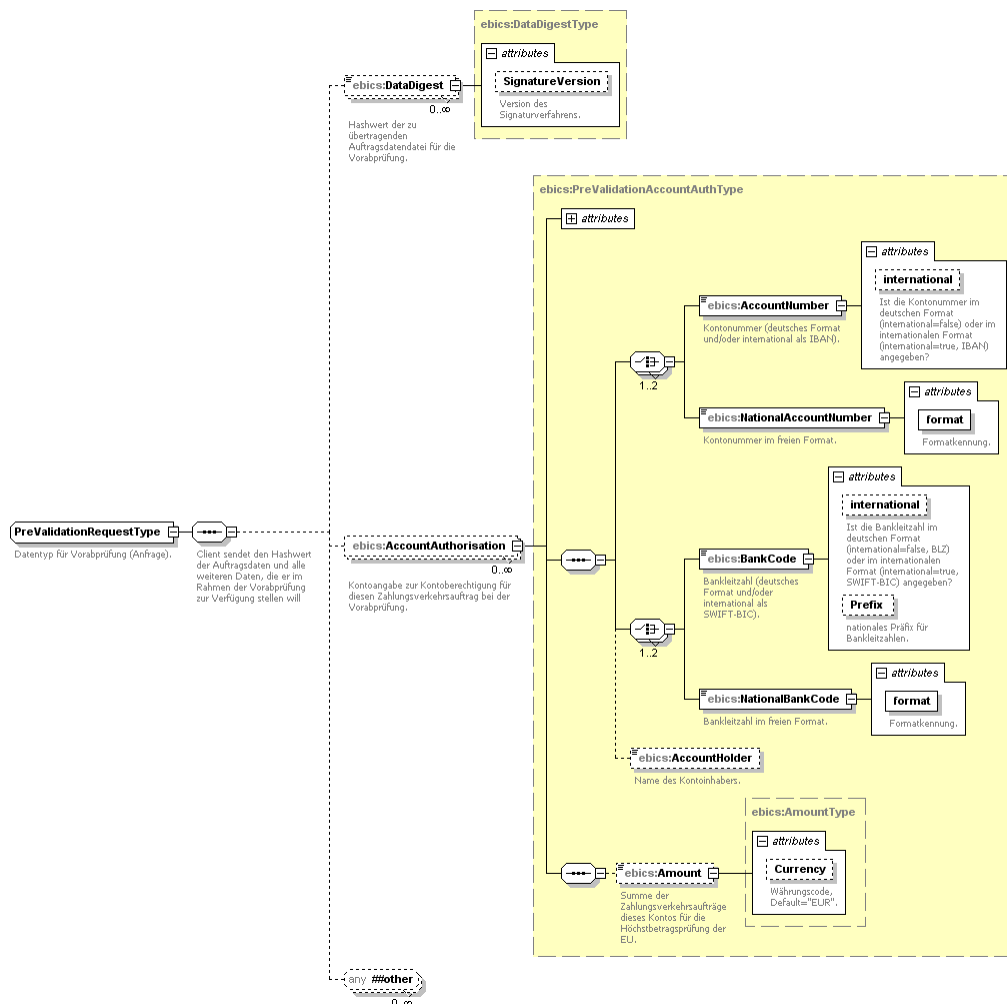 ebics:DataDigestType
attributes
SignatureVersion
Version des
Signaturverfahrens.
ebics:DataDigest
0..∞
Hashwert der zu
übertragenden
Auftragsdatendatei für die
Vorabprüfung.
ebics:PreValidationAccountAuthType
attributes
attributes
international
Ist die Kontonummer im
deutschen Format
(international=false) oder im
internationalen Format
(international=true, IBAN)
angegeben?
ebics:AccountNumber
Kontonummer (deutsches Format
und/oder international als IBAN).
1..2
attributes
format
Formatkennung.
ebics:NationalAccountNumber
Kontonummer im freien Format.
PreValidationRequestType
Datentyp für Vorabprüfung (Anfrage).
Client sendet den Hashwert
der Auftragsdaten und alle
weiteren Daten, die er im
Rahmen der Vorabprüfung
zur Verfügung stellen will
ebics:AccountAuthorisation
0..∞
Kontoangabe zur Kontoberechtigung für
diesen Zahlungsverkehrsauftrag bei der
Vorabprüfung.
attributes
international
Ist die Bankleitzahl im
deutschen Format
(international=false, BLZ)
oder im internationalen
Format (international=true,
SWIFT-BIC) angegeben?
Prefix
nationales Präfix für
Bankleitzahlen.
ebics:BankCode
Bankleitzahl (deutsches
Format und/oder
international als
SWIFT-BIC).
1..2
attributes
format
Formatkennung.
ebics:NationalBankCode
Bankleitzahl im freien Format.
ebics:AccountHolder
Name des Kontoinhabers.
ebics:AmountType
attributes
Currency
Währungscode,
Default="EUR".
ebics:Amount
Summe der
Zahlungsverkehrsaufträge
dieses Kontos für die
Höchstbetragsprüfung der
EU.
any ##other
0..∞